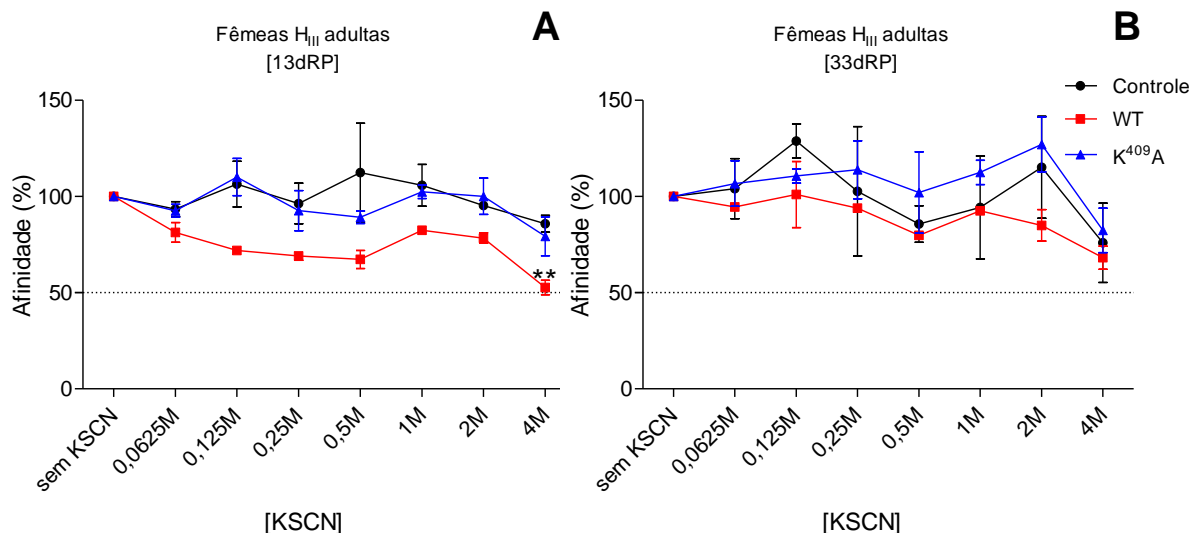 Fêmeas H_III adultas
[13dRP]
A
Afinidade (%)
150
100
50
0
**
sem KSCN
0,0625M
0,125M
0,25M
0,5M
1M
2M
4M
[KSCN]
Fêmeas H_III adultas
[33dRP]
B
Controle
WT
K^409A
Afinidade (%)
150
100
50
0
sem KSCN
0,0625M
0,125M
0,25M
0,5M
1M
2M
4M
[KSCN]